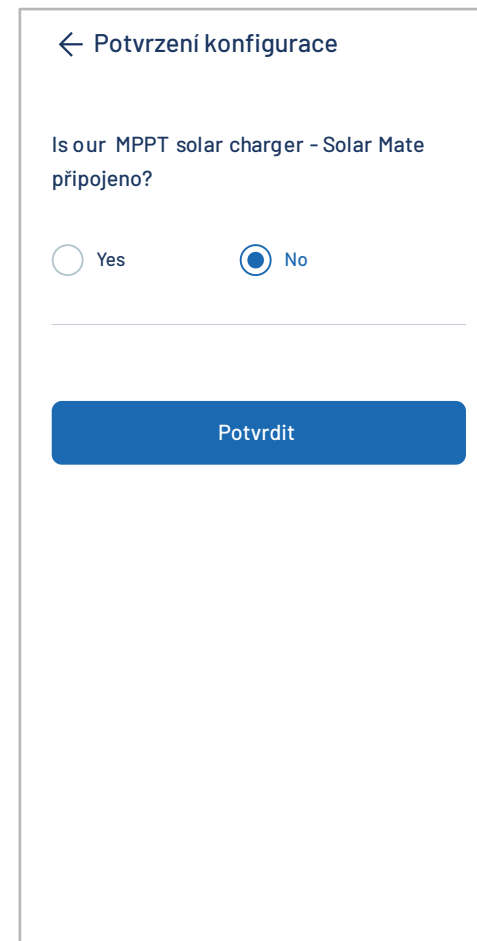 Potvrzení konfigurace
Is our MPPT solar charger - Solar Mate
připojeno?
Yes No
Potvrdit